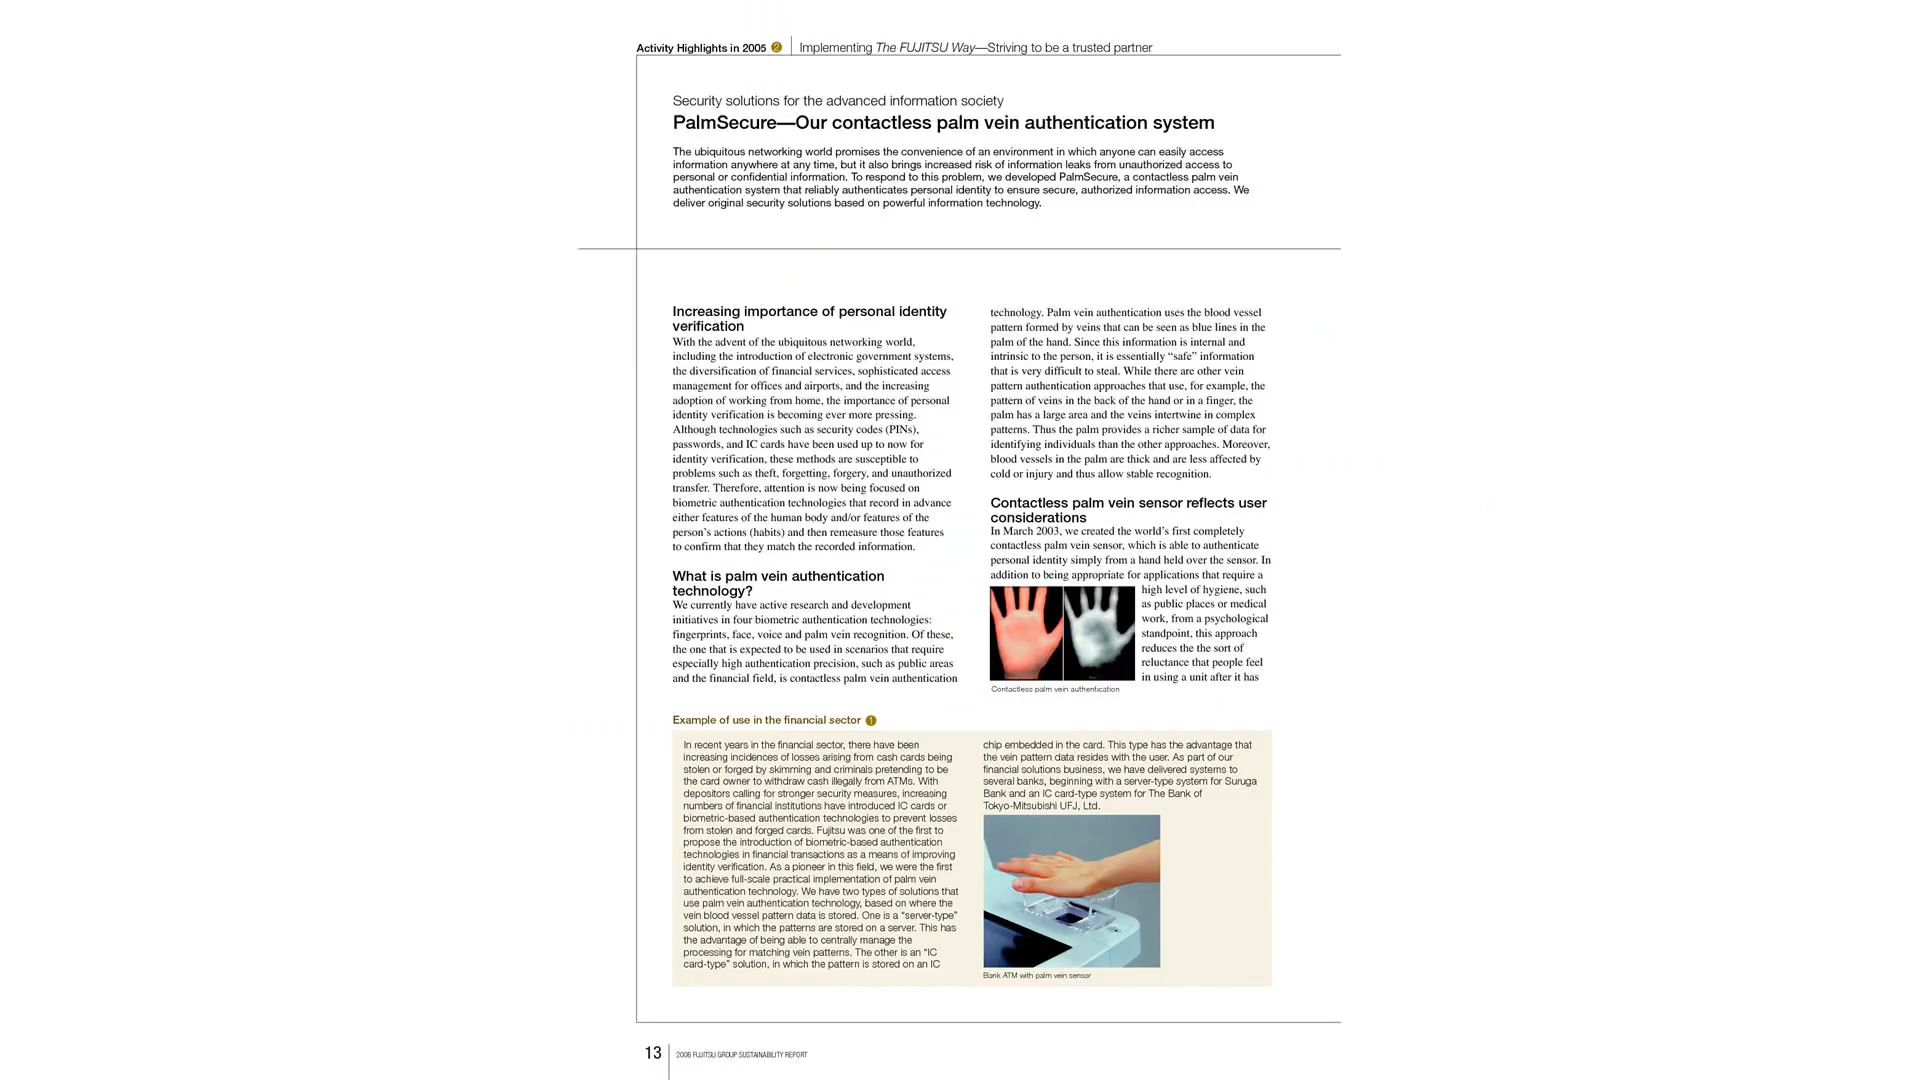 Activity Highlights in 2005 2 Implementing The FUJITSU Way—Striving to be a trusted partner
Security solutions for the advanced information society
PalmSecure—Our contactless palm vein authentication system
The ubiquitous networking world promises the convenience of an environment in which anyone can easily access
information anywhere at any time, but it also brings increased risk of information leaks from unauthorized access to
personal or confidential information. To respond to this problem, we developed PalmSecure, a contactless palm vein
authentication system that reliably authenticates personal identity to ensure secure, authorized information access. We
deliver original security solutions based on powerful information technology.
Increasing importance of personal identity
verification
With the advent of the ubiquitous networking world,
including the introduction of electronic government systems,
the diversification of financial services, sophisticated access
management for offices and airports, and the increasing
adoption of working from home, the importance of personal
identity verification is becoming ever more pressing.
Although technologies such as security codes (PINs),
passwords, and IC cards have been used up to now for
identity verification, these methods are susceptible to
problems such as theft, forgetting, forgery, and unauthorized
transfer. Therefore, attention is now being focused on
biometric authentication technologies that record in advance
either features of the human body and/or features of the
person's actions (habits) and then remeasure those features
to confirm that they match the recorded information.
What is palm vein authentication
technology?
We currently have active research and development
initiatives in four biometric authentication technologies:
fingerprints, face, voice and palm vein recognition. Of these,
the one that is expected to be used in scenarios that require
especially high authentication precision, such as public areas
and the financial field, is contactless palm vein authentication
technology. Palm vein authentication uses the blood vessel
pattern formed by veins that can be seen as blue lines in the
palm of the hand. Since this information is internal and
intrinsic to the person, it is essentially “safe” information
that is very difficult to steal. While there are other vein
pattern authentication approaches that use, for example, the
pattern of veins in the back of the hand or in a finger, the
palm has a large area and the veins intertwine in complex
patterns. Thus the palm provides a richer sample of data for
identifying individuals than the other approaches. Moreover,
blood vessels in the palm are thick and are less affected by
cold or injury and thus allow stable recognition.
Contactless palm vein sensor reflects user
considerations
In March 2003, we created the world's first completely
contactless palm vein sensor, which is able to authenticate
personal identity simply from a hand held over the sensor. In
addition to being appropriate for applications that require a
high level of hygiene, such
as public places or medical
work, from a psychological
standpoint, this approach
reduces the the sort of
reluctance that people feel
in using a unit after it has
Contactless palm vein authentication
Example of use in the financial sector 1
In recent years in the financial sector, there have been
increasing incidences of losses arising from cash cards being
stolen or forged by skimming and criminals pretending to be
the card owner to withdraw cash illegally from ATMs. With
depositors calling for stronger security measures, increasing
numbers of financial institutions have introduced IC cards or
biometric-based authentication technologies to prevent losses
from stolen and forged cards. Fujitsu was one of the first to
propose the introduction of biometric-based authentication
technologies in financial transactions as a means of improving
identity verification. As a pioneer in this field, we were the first
to achieve full-scale practical implementation of palm vein
authentication technology. We have two types of solutions that
use palm vein authentication technology, based on where the
vein blood vessel pattern data is stored. One is a “server-type”
solution, in which the patterns are stored on a server. This has
the advantage of being able to centrally manage the
processing for matching vein patterns. The other is an “IC
card-type” solution, in which the pattern is stored on an IC
chip embedded in the card. This type has the advantage that
the vein pattern data resides with the user. As part of our
financial solutions business, we have delivered systems to
several banks, beginning with a server-type system for Suruga
Bank and an IC card-type system for The Bank of
Tokyo-Mitsubishi UFJ, Ltd.
Bank ATM with palm vein sensor
13 2006 FUJITSU GROUP SUSTAINABILITY REPORT